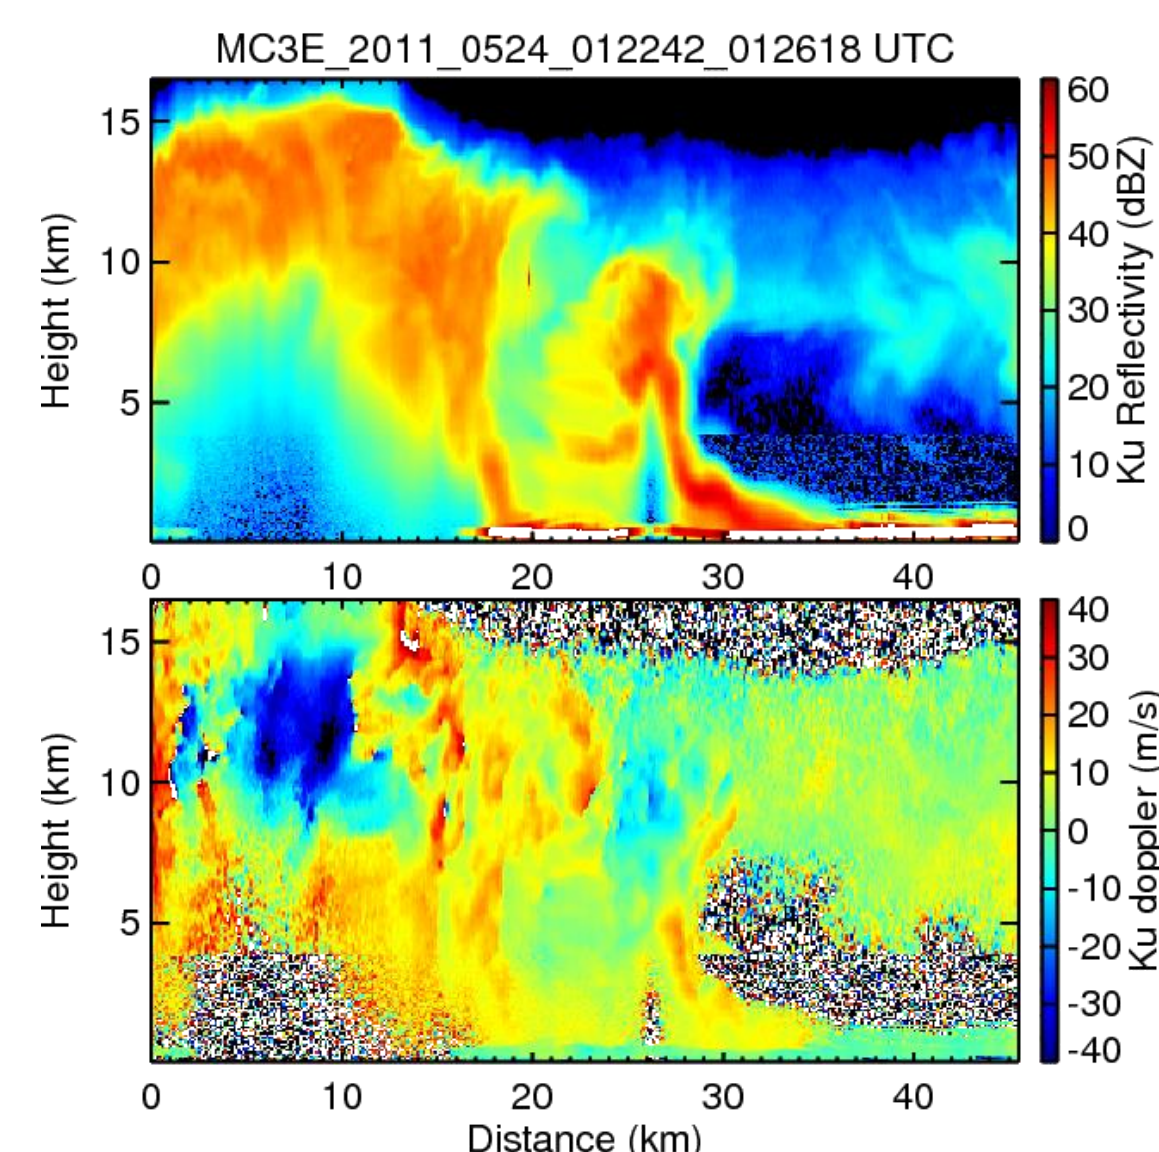 MC3E_2011_0524_012242_012618 UTC
15
10
5
Height (km)
0 10 20 30 40
60
50
40
30
20
10
0
Ku Reflectivity (dBZ)
15
10
5
Height (km)
0 10 20 30 40
Distance (km)
40
30
20
10
0
-10
-20
-30
-40
Ku doppler (m/s)